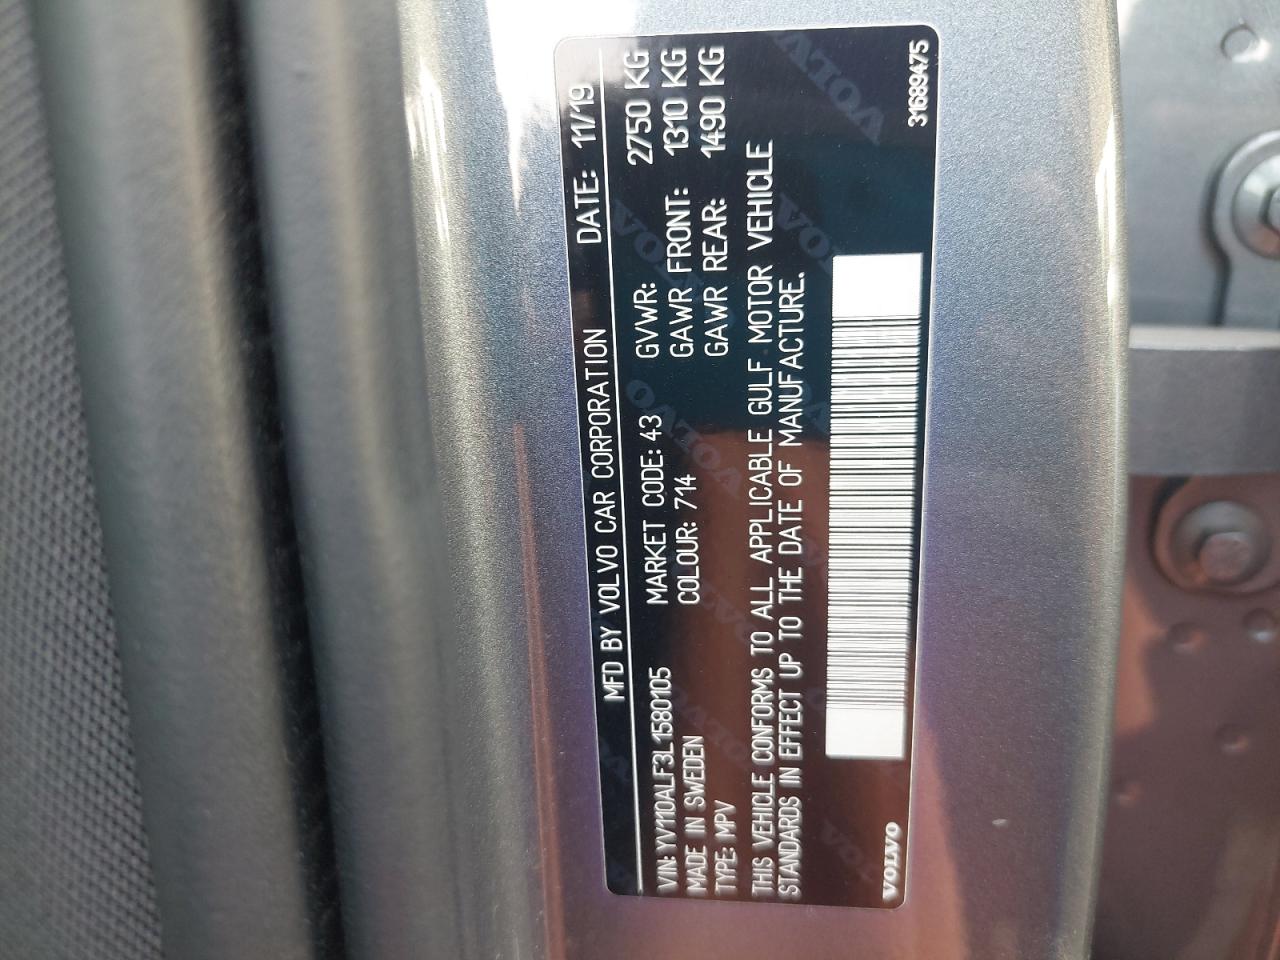 MFD BY VOLVO CAR CORPORATION DATE: 11/19
VIN: YV110ALF3L1580105 MARKET CODE: 43 GVWR: 2750 KG
MADE IN SWEDEN COLOUR: 714 GAWR FRONT: 1310 KG
TYPE: MPV GAWR REAR: 1490 KG
THIS VEHICLE CONFORMS TO ALL APPLICABLE GULF MOTOR VEHICLE
STANDARDS IN EFFECT UP TO THE DATE OF MANUFACTURE.
VOLVO 31689475